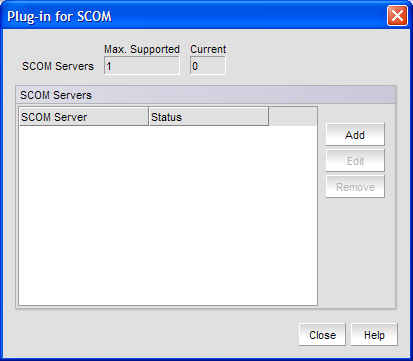 Plug-in for SCOM
Max. Supported Current
SCOM Servers 1 0
SCOM Servers
SCOM Server Status
Add
Edit
Remove
Close Help